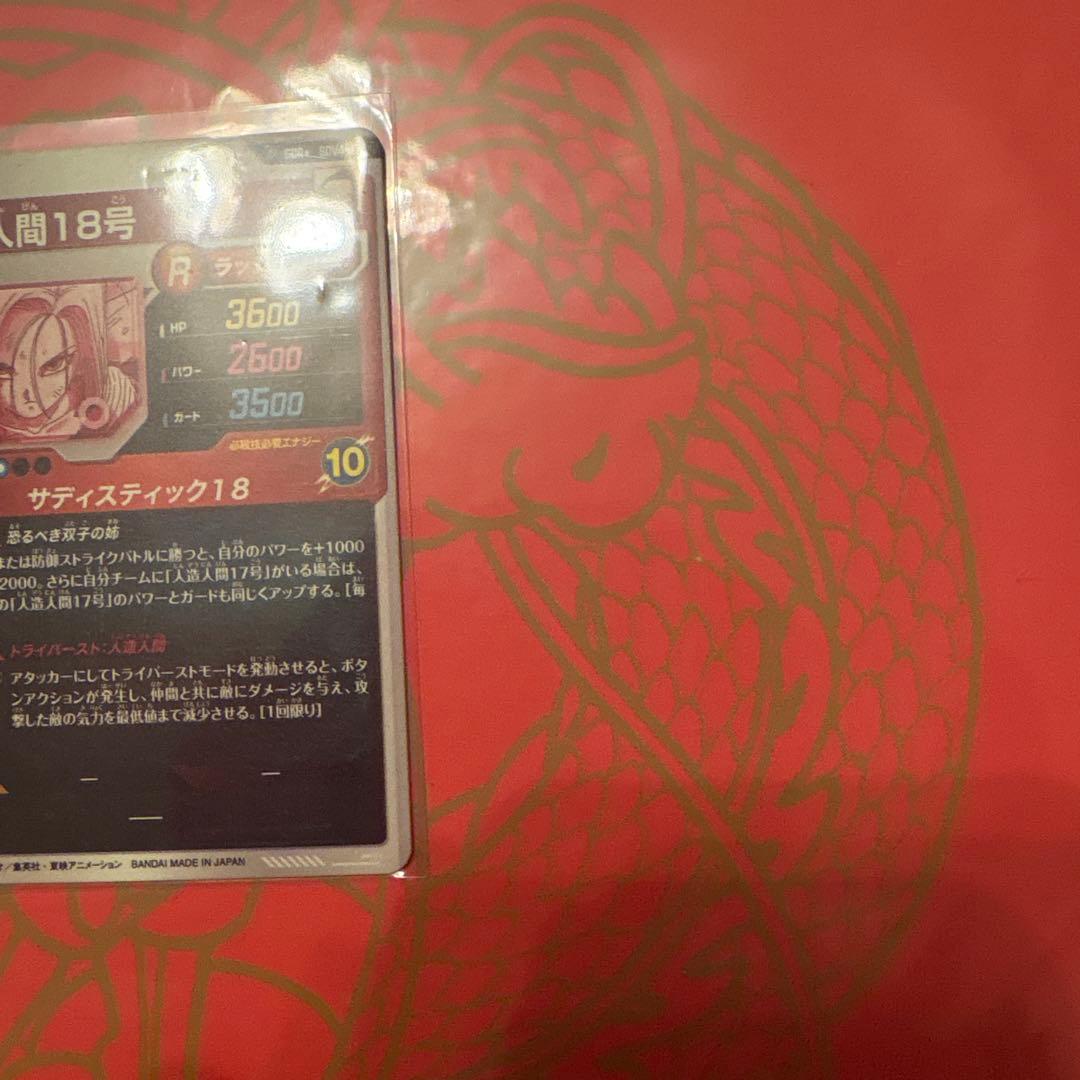 人間18号
げん ごう
R ラッ
HP 3600
パワー 2600
ガード 3500
必殺技必要エナジー
10
サディスティック18
恐るべき双子の姉
または防御ストライクバトルに勝つと、自分のパワーを+1000
2000。さらに自分チームに「人造人間17号」がいる場合は、
の「人造人間17号」のパワーとガードも同じくアップする。[毎
トライバースト:人造人間
アタッカーにしてトライバーストモードを発動させると、ボタ
ンアクションが発生し、仲間と共に敵にダメージを与え、攻
撃した敵の気力を最低値まで減少させる。[1回限り]
—
—
—
/集英社・東映アニメーション BANDAI MADE IN JAPAN